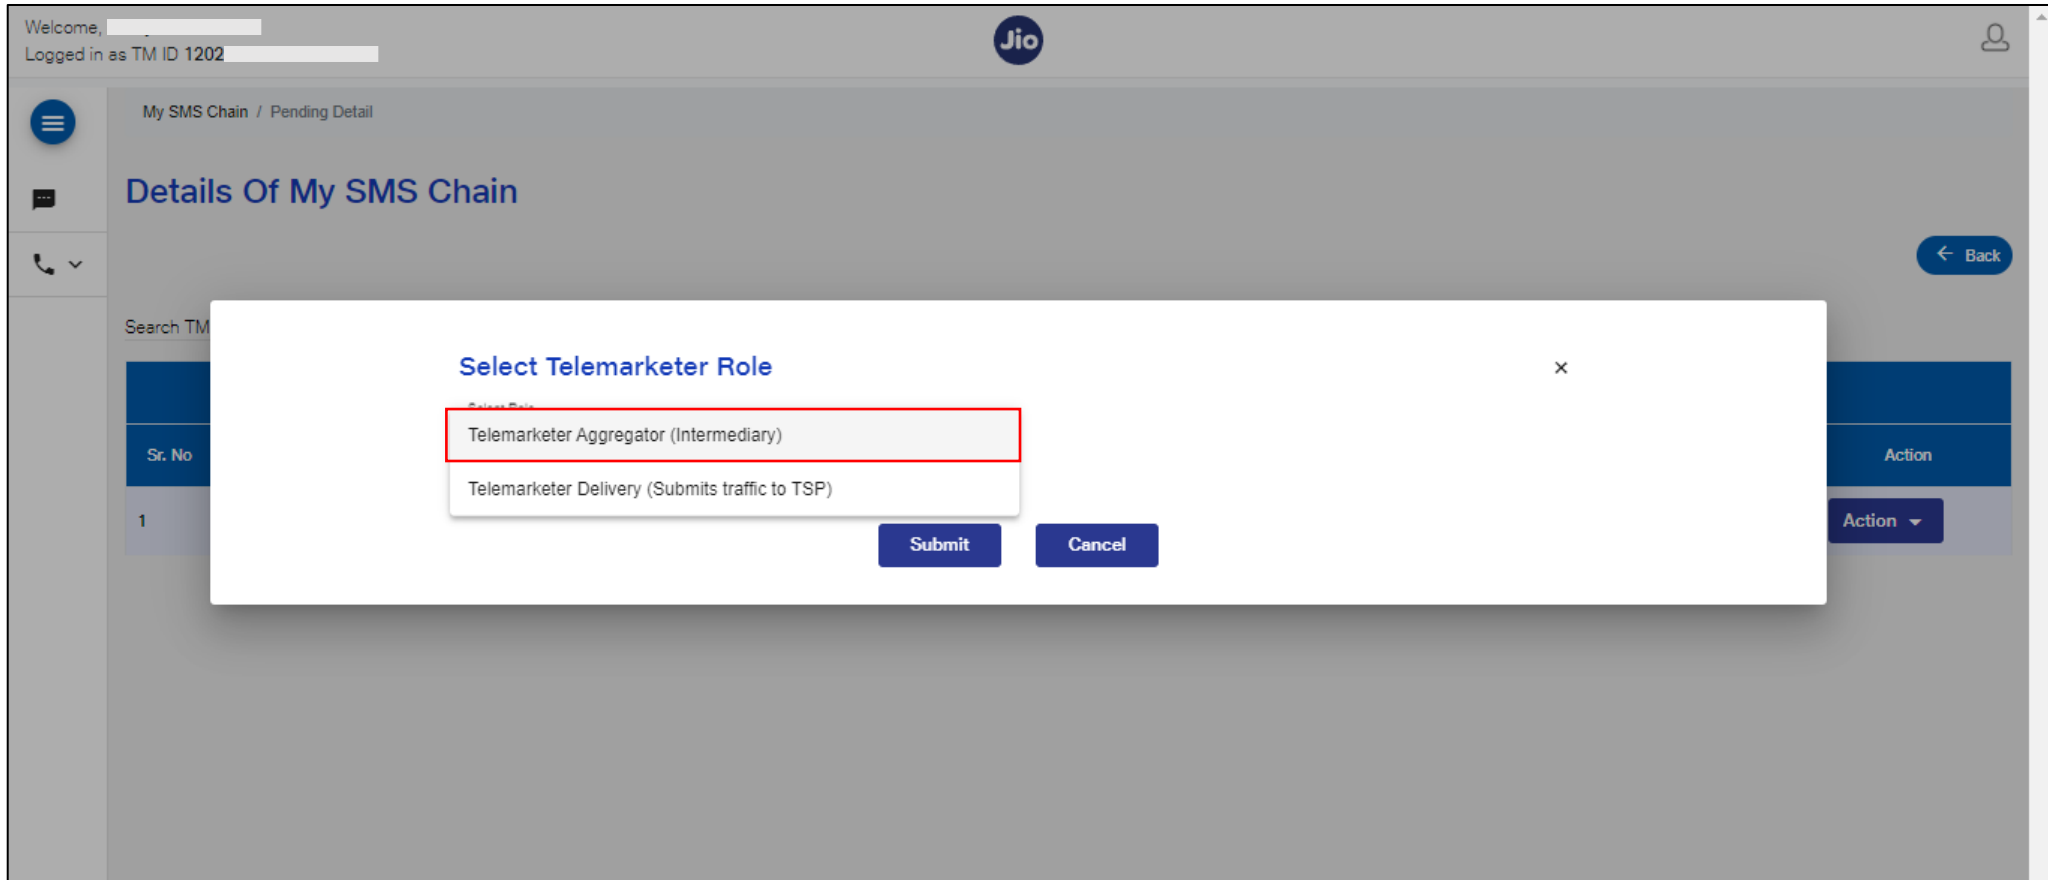 Welcome,
Logged in as TM ID 1202
Jio
My SMS Chain / Pending Detail
Details Of My SMS Chain
Back
Search TM
Select Telemarketer Role
Select Role
Telemarketer Aggregator (Intermediary)
Sr. No
Action
Telemarketer Delivery (Submits traffic to TSP)
1
Action
Submit
Cancel